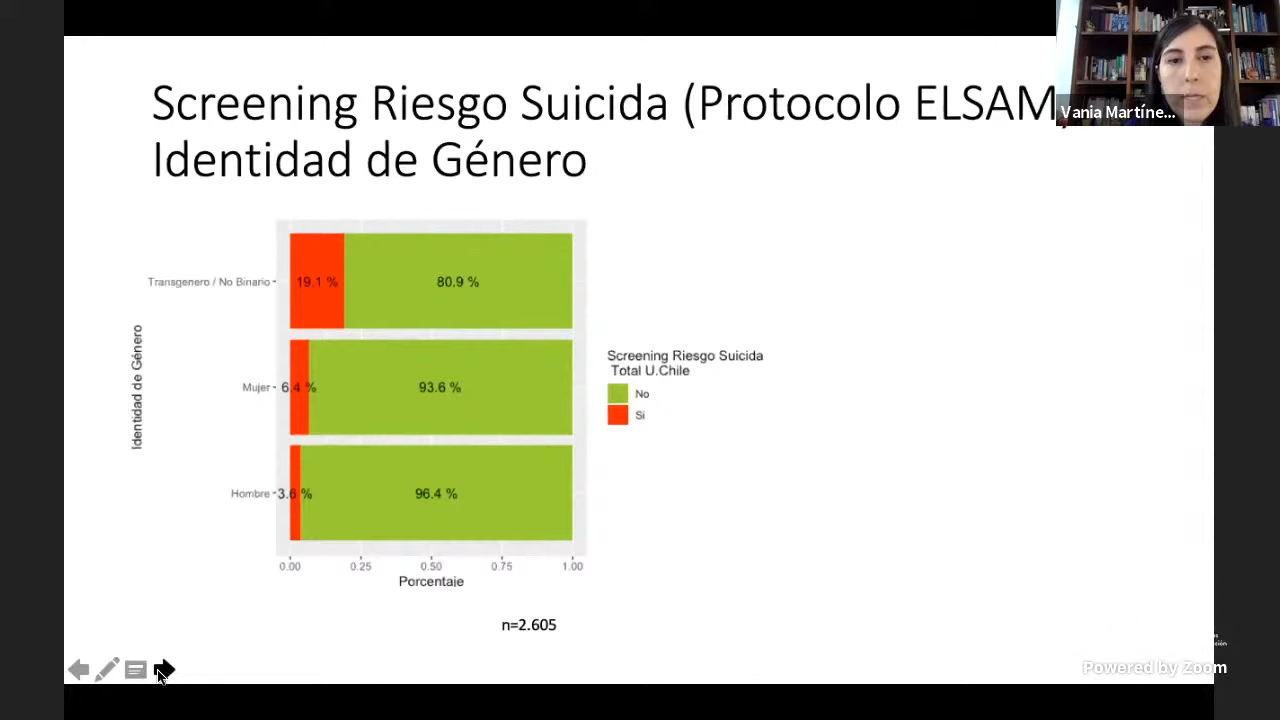 Screening Riesgo Suicida (Protocolo ELSAM
Identidad de Género
Vania Martíne...
Transgenero / No Binario
19.1 %
80.9 %
Mujer
6.4 %
93.6 %
Hombre
3.6 %
96.4 %
Identidad de Género
0.00
0.25
0.50
0.75
1.00
Porcentaje
Screening Riesgo Suicida
Total U.Chile
No
Si
n=2.605
Powered by Zoom